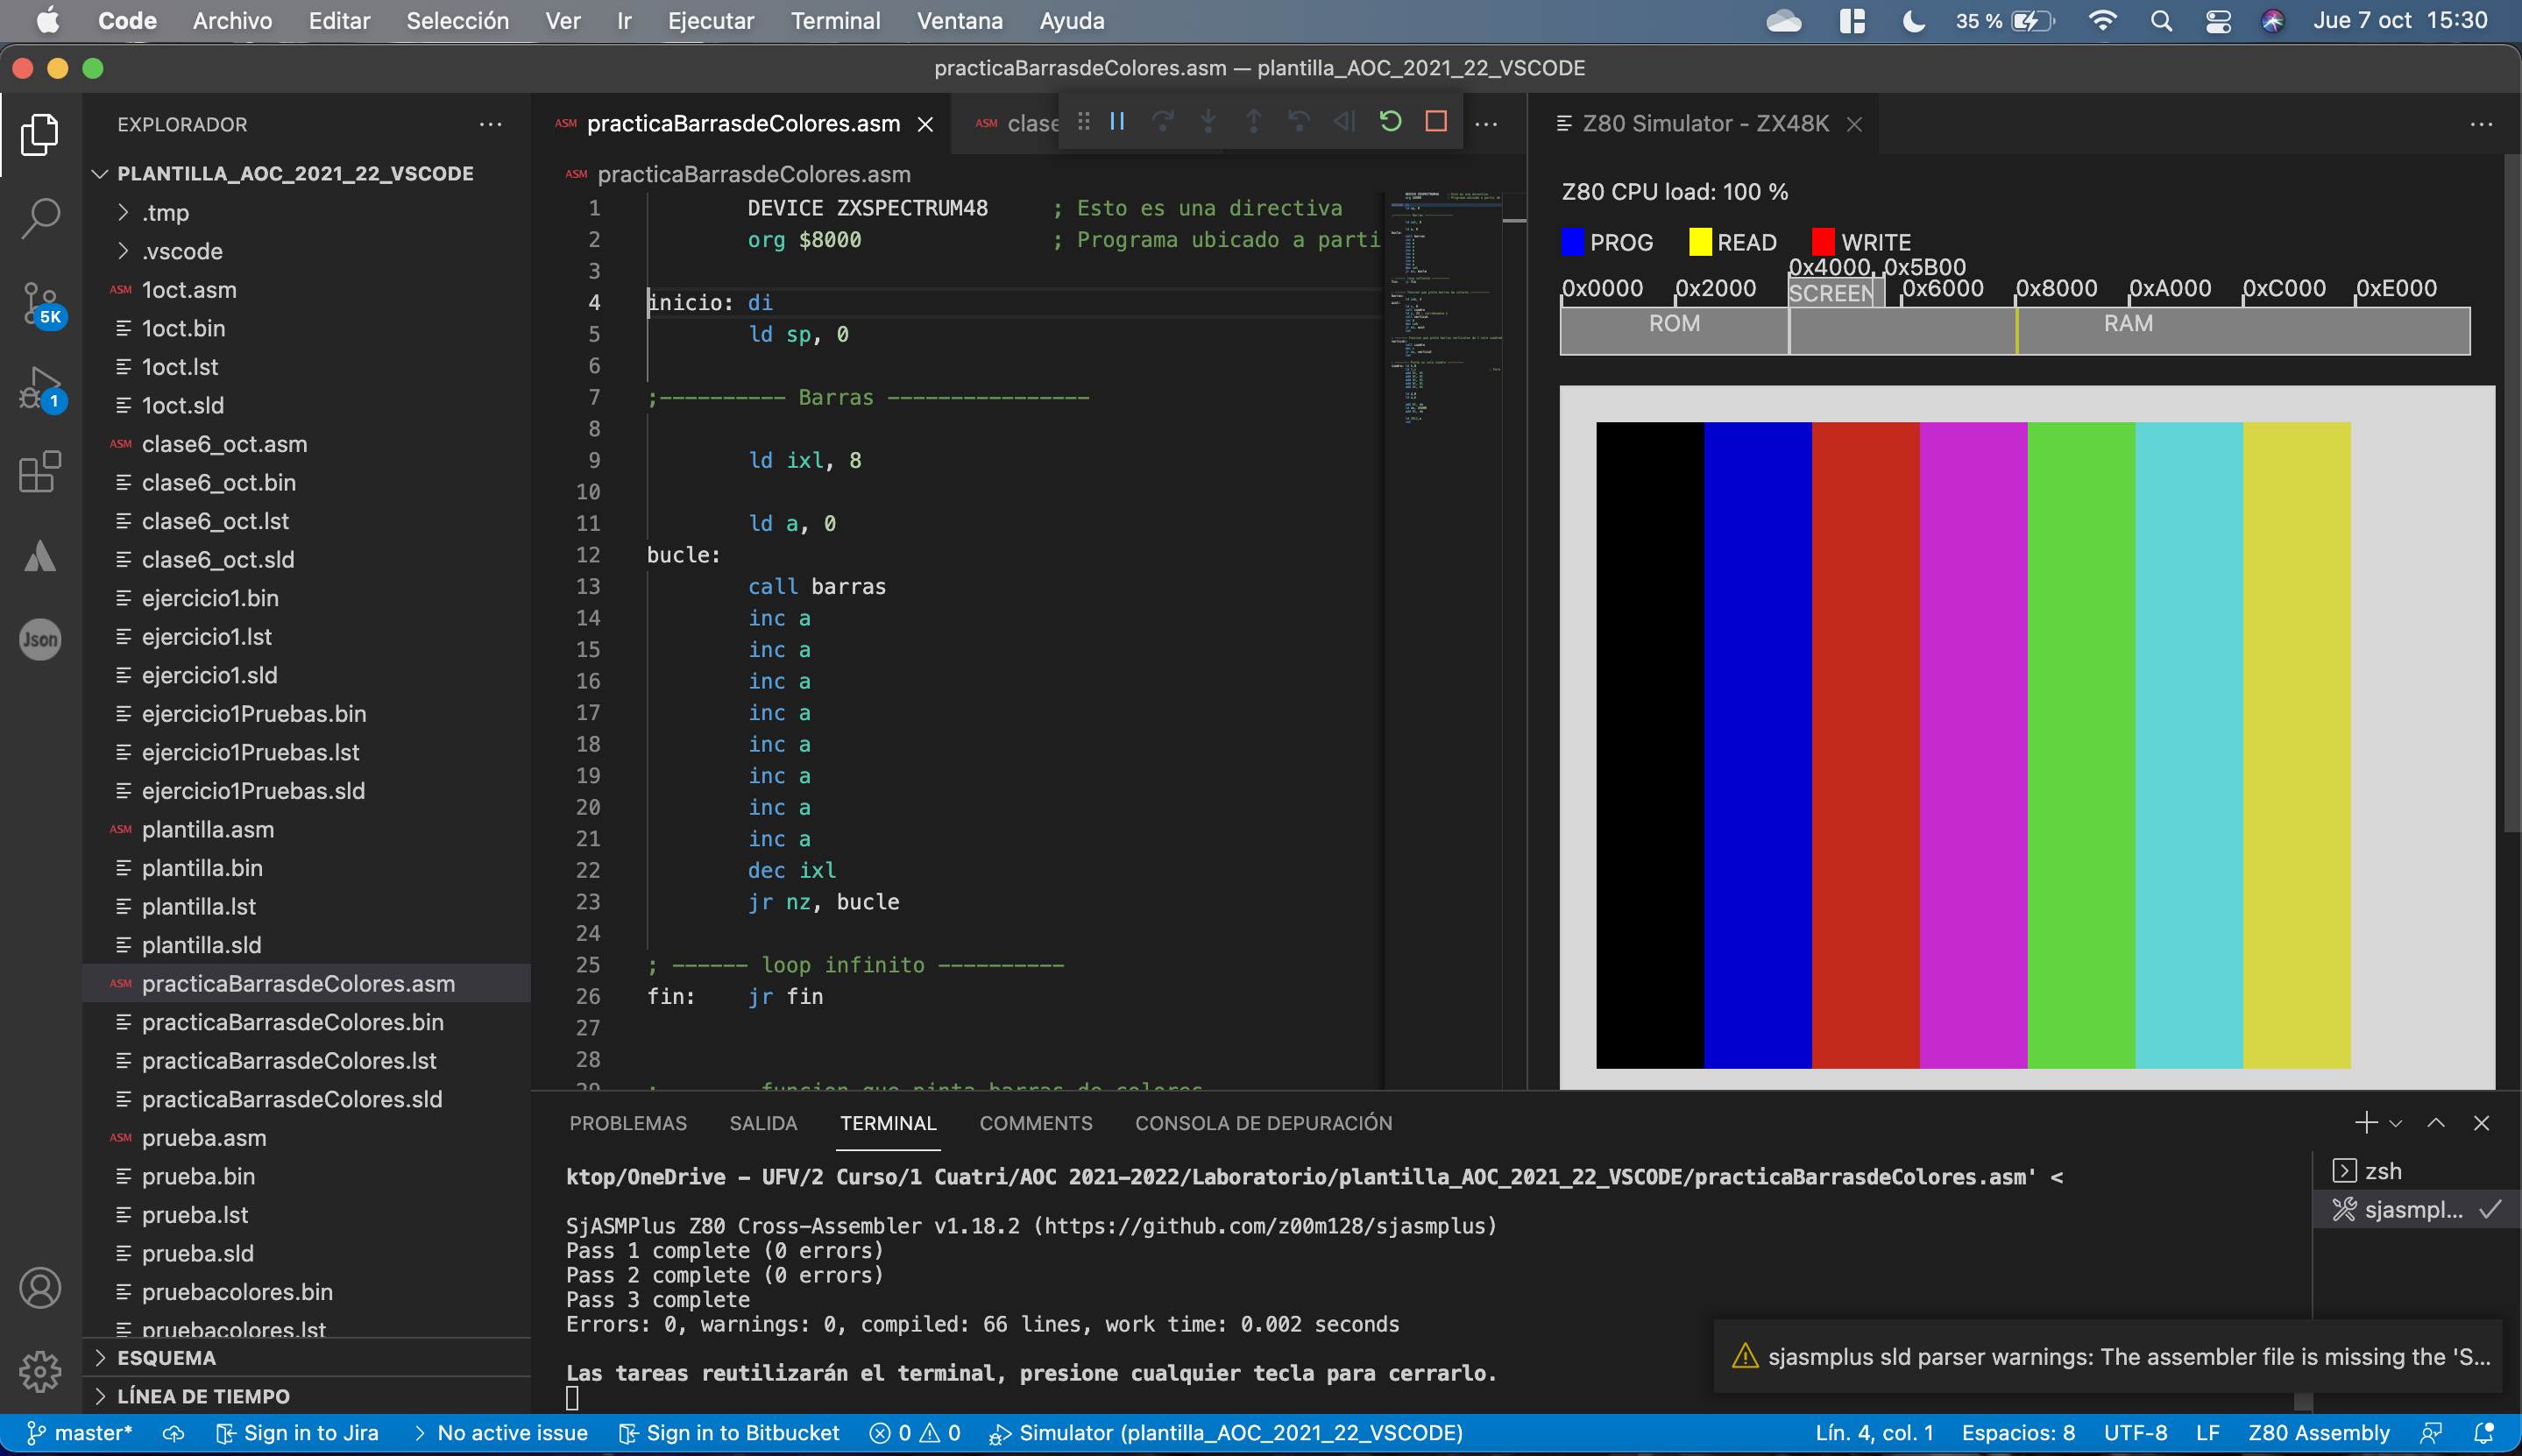 Code Archivo Editar Selección Ver Ir Ejecutar Terminal Ventana Ayuda 35 % Jue 7 oct 15:30
practicaBarrasdeColores.asm — plantilla_AOC_2021_22_VSCODE
EXPLORADOR
PLANTILLA_AOC_2021_22_VSCODE
.tmp
.vscode
ASM 1oct.asm
1oct.bin
1oct.lst
1oct.sld
ASM clase6_oct.asm
clase6_oct.bin
clase6_oct.lst
clase6_oct.sld
ejercicio1.bin
ejercicio1.lst
ejercicio1.sld
ejercicio1Pruebas.bin
ejercicio1Pruebas.lst
ejercicio1Pruebas.sld
ASM plantilla.asm
plantilla.bin
plantilla.lst
plantilla.sld
ASM practicaBarrasdeColores.asm
practicaBarrasdeColores.bin
practicaBarrasdeColores.lst
practicaBarrasdeColores.sld
ASM prueba.asm
prueba.bin
prueba.lst
prueba.sld
pruebacolores.bin
pruebacolores.lst
ESQUEMA
LÍNEA DE TIEMPO
5K
1
Json
ASM practicaBarrasdeColores.asm ASM clase
ASM practicaBarrasdeColores.asm
1 DEVICE ZXSPECTRUM48 ; Esto es una directiva
2 org $8000 ; Programa ubicado a parti
3
4 inicio: di
5 ld sp, 0
6
7 ;---------- Barras ----------------
8
9 ld ixl, 8
10
11 ld a, 0
12 bucle:
13 call barras
14 inc a
15 inc a
16 inc a
17 inc a
18 inc a
19 inc a
20 inc a
21 inc a
22 dec ixl
23 jr nz, bucle
24
25 ; ------ loop infinito ----------
26 fin: jr fin
27
28
29 ; funcion que pinta barras de colores
Z80 Simulator - ZX48K
Z80 CPU load: 100 %
PROG READ WRITE
0x4000 0x5B00
0x0000 0x2000 SCREEN 0x6000 0x8000 0xA000 0xC000 0xE000
ROM RAM
PROBLEMAS SALIDA TERMINAL COMMENTS CONSOLA DE DEPURACIÓN
ktop/OneDrive - UFV/2 Curso/1 Cuatri/AOC 2021-2022/Laboratorio/plantilla_AOC_2021_22_VSCODE/practicaBarrasdeColores.asm' <
SjASMPlus Z80 Cross-Assembler v1.18.2 (https://github.com/z00m128/sjasmplus)
Pass 1 complete (0 errors)
Pass 2 complete (0 errors)
Pass 3 complete
Errors: 0, warnings: 0, compiled: 66 lines, work time: 0.002 seconds
Las tareas reutilizarán el terminal, presione cualquier tecla para cerrarlo.
zsh
sjasmpl...
sjasmplus sld parser warnings: The assembler file is missing the 'S...
master* Sign in to Jira No active issue Sign in to Bitbucket 0 0 Simulator (plantilla_AOC_2021_22_VSCODE) Lín. 4, col. 1 Espacios: 8 UTF-8 LF Z80 Assembly